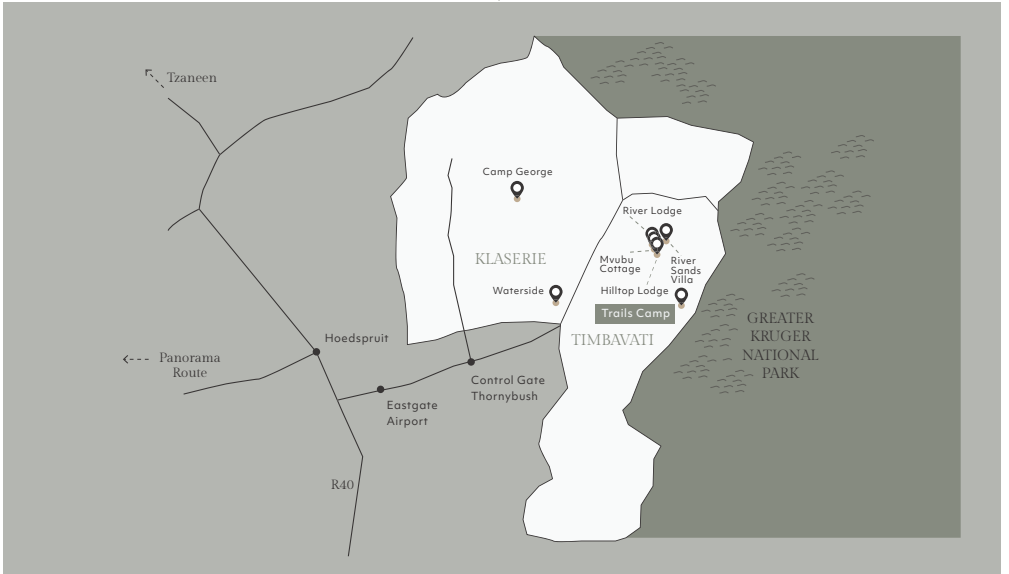 Tzaneen
Camp George
River Lodge
KLASERIE
Mvubu
Cottage
River
Sands
Villa
Waterside
Hilltop Lodge
Trails Camp
GREATER
KRUGER
NATIONAL
PARK
TIMBAVATI
Hoedspruit
Panorama
Route
Control Gate
Thornybush
Eastgate
Airport
R40